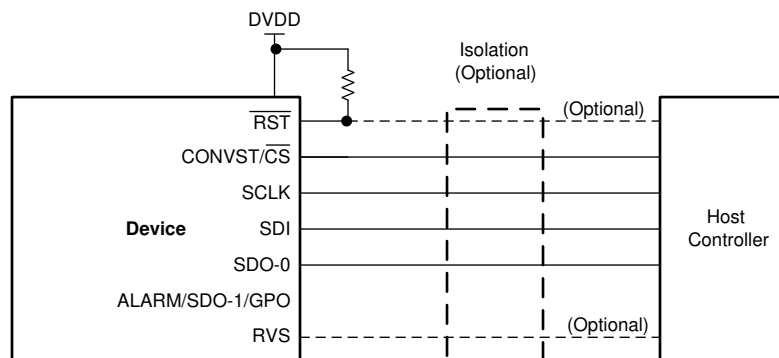 DVDD
Isolation
(Optional)
RST
(Optional)
CONVST/CS
SCLK
Device
SDI
Host
Controller
SDO-0
ALARM/SDO-1/GPO
RVS
(Optional)